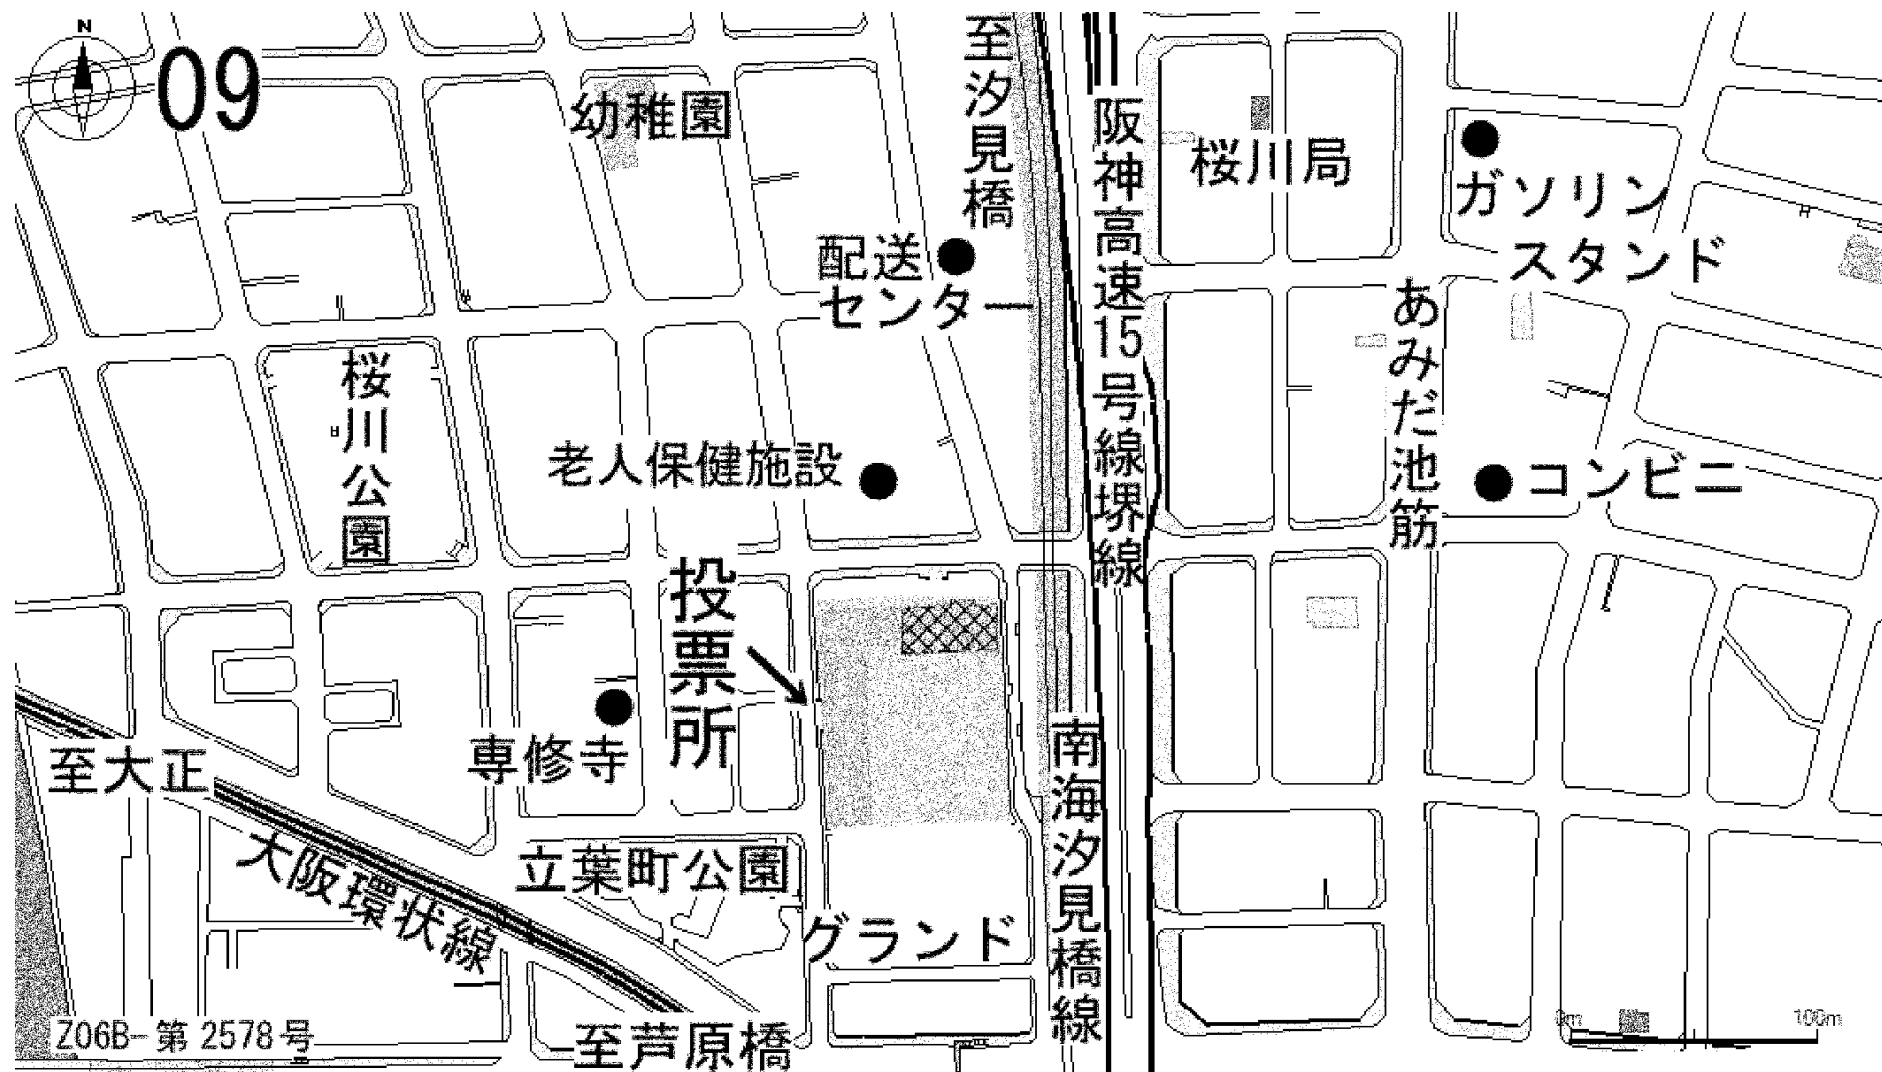 N
09
幼稚園
至汐見橋
阪神高速15号線堺線
桜川局
ガソリン
スタンド
配送
センター
あみだ池筋
桜川公園
老人保健施設
コンビニ
投票所
専修寺
至大正
大阪環状線
立葉町公園
グランド
南海汐見橋線
至芦原橋
Z06B-第2578号
0m
100m